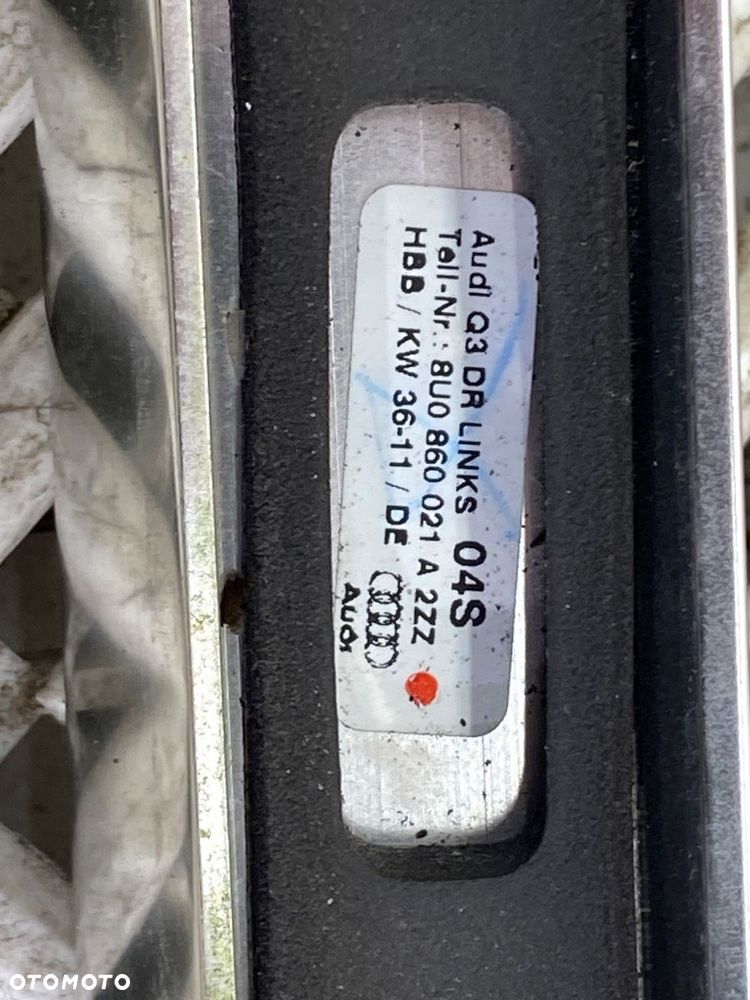 Audi Q3 DR LINKS 04S
Teil-Nr.: 8U0 860 021 A 2ZZ
HBB / KW 36-11 / DE
Audi
OTOMOTO